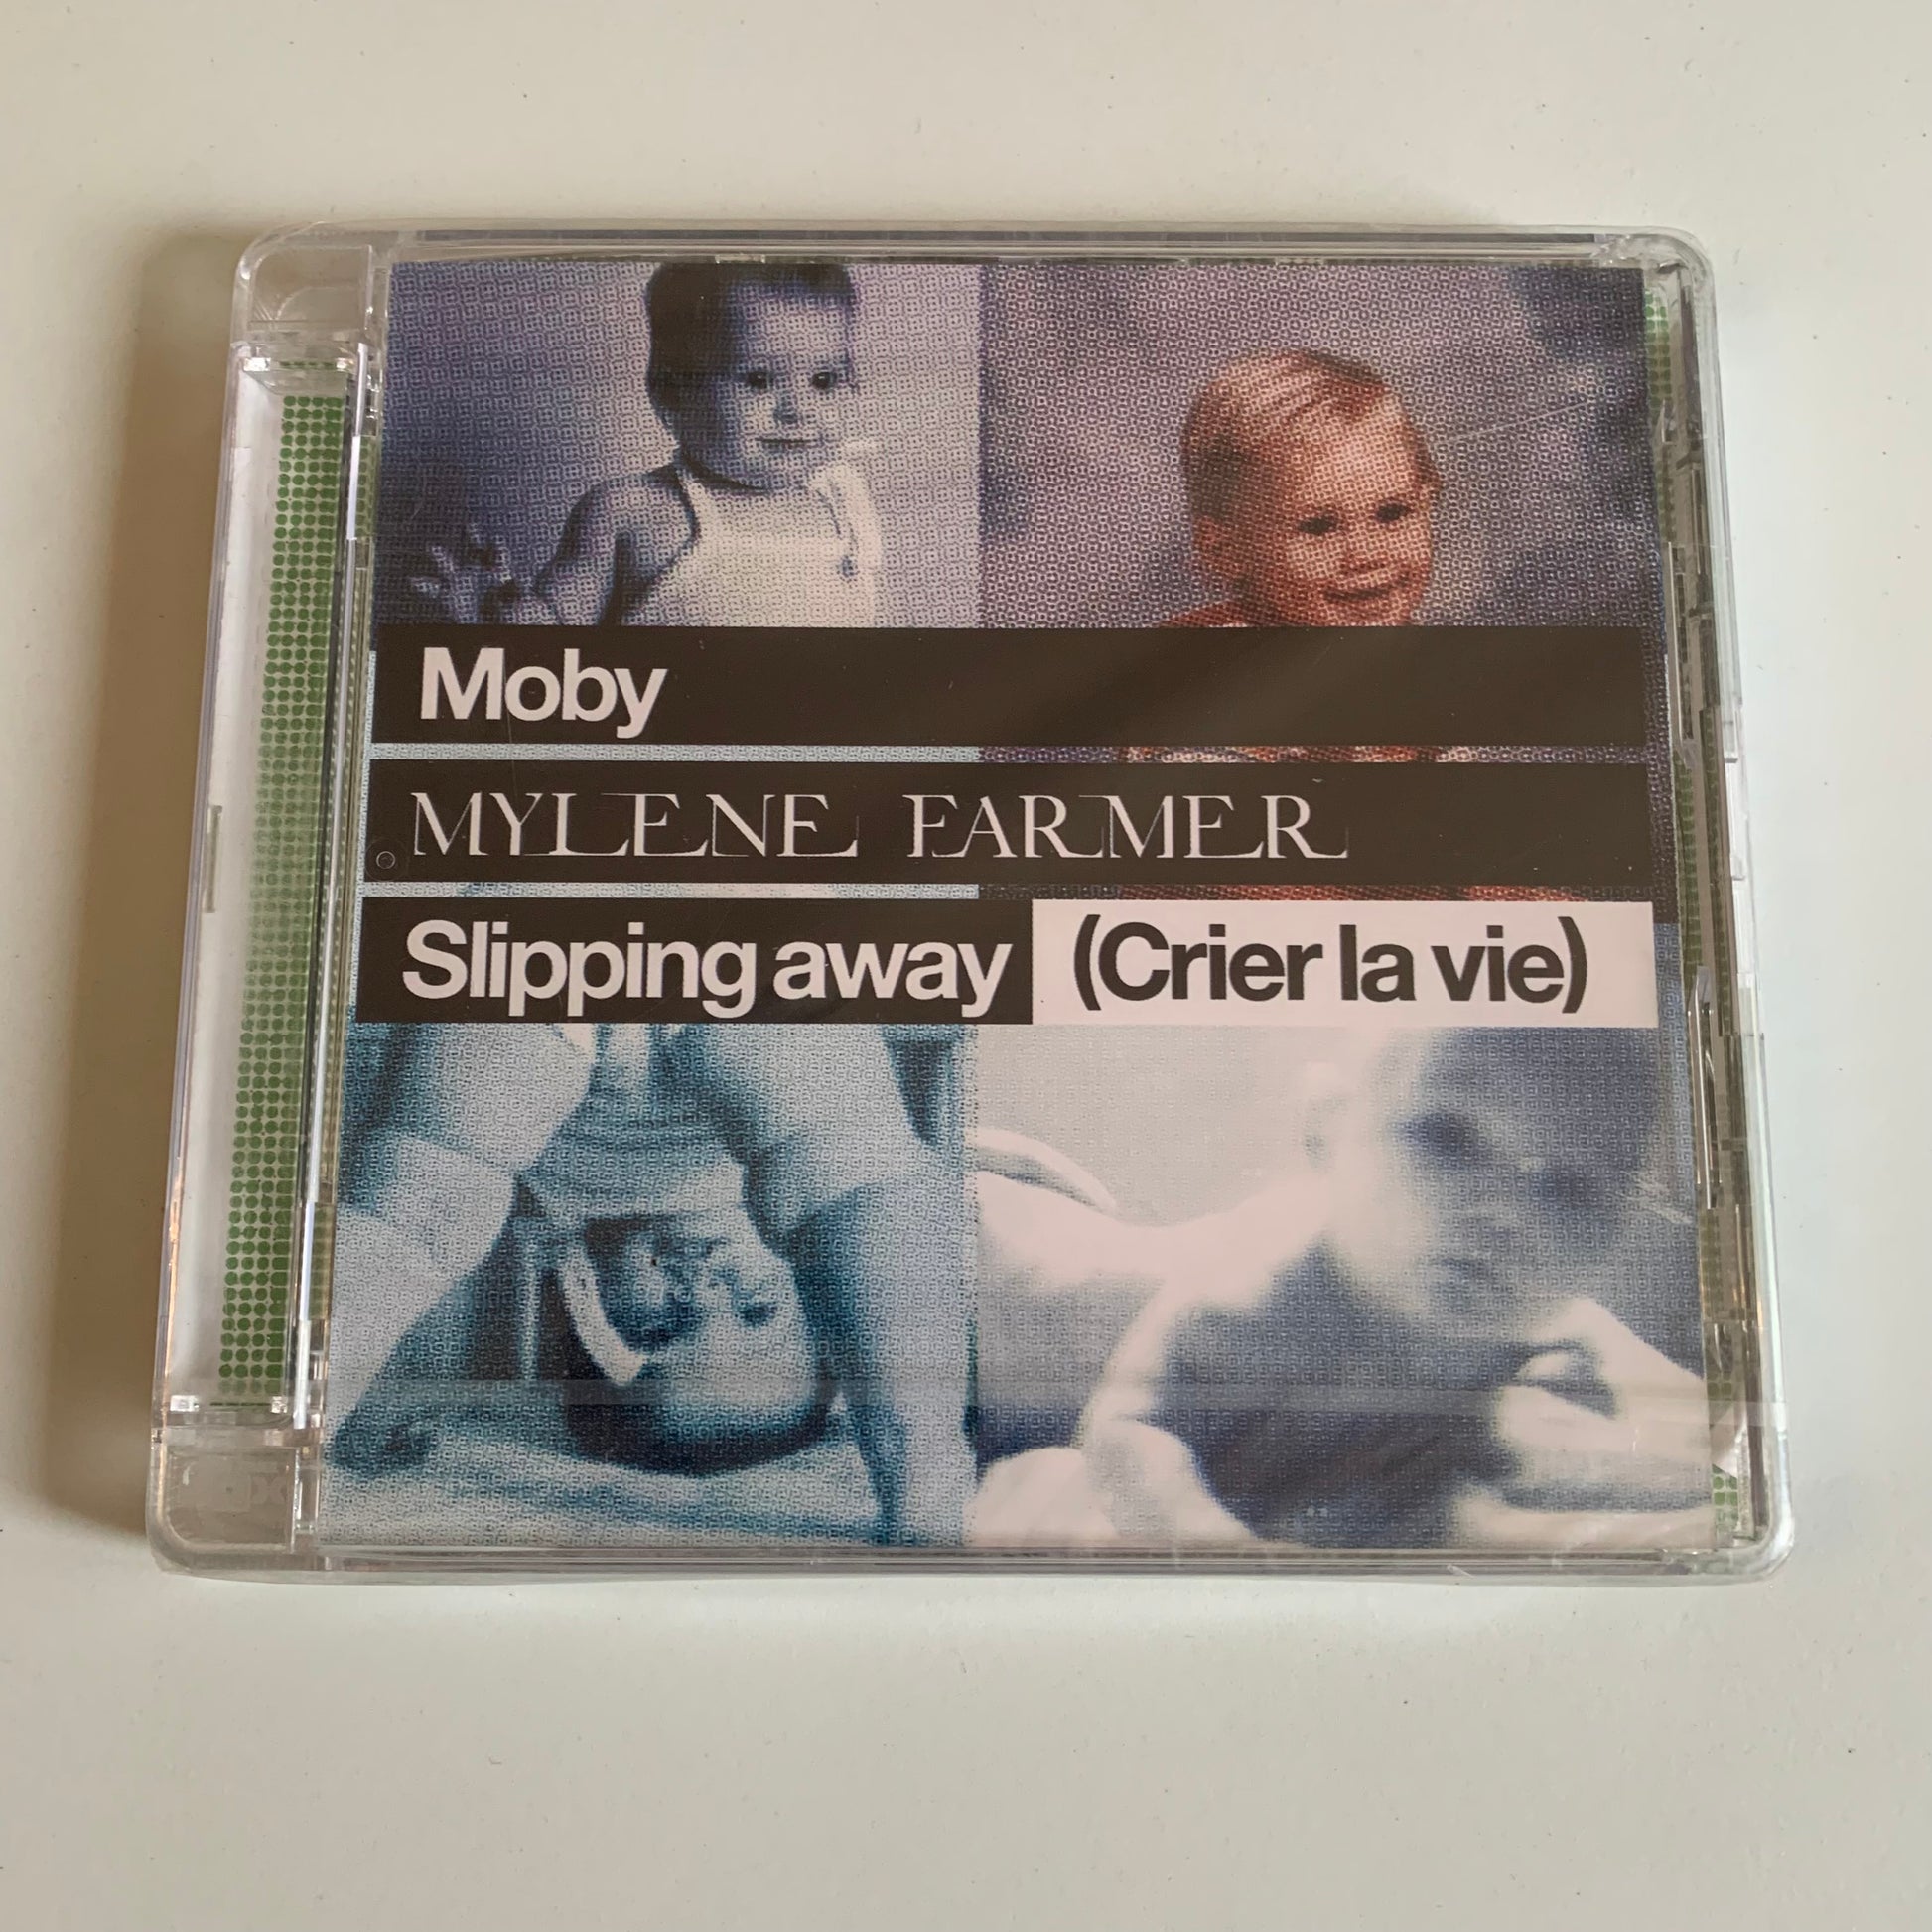 Moby
MYLENE FARMER
Slipping away (Crier la vie)